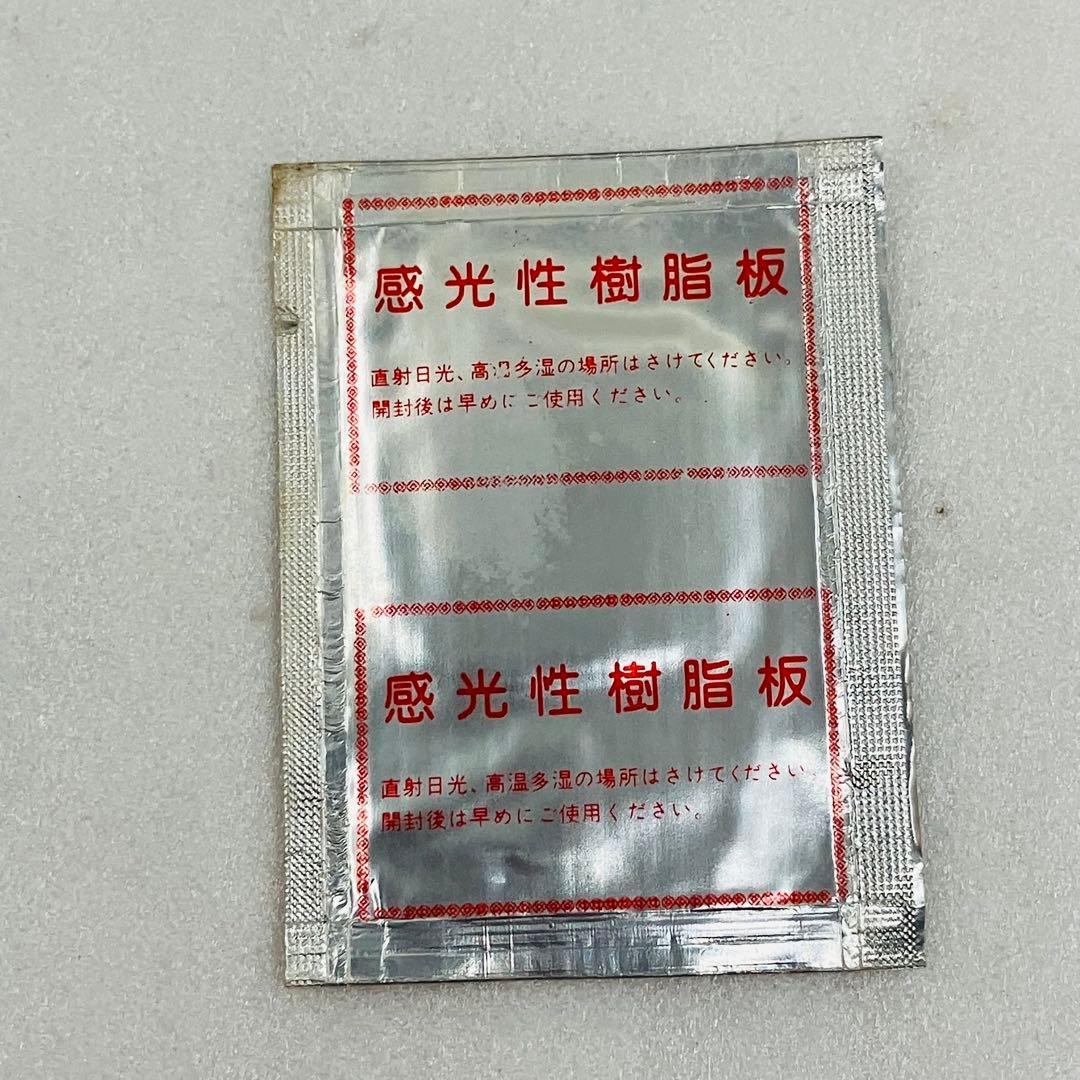 感光性樹脂板
直射日光、高温多湿の場所はさけてください。
開封後は早めにご使用ください。
感光性樹脂板
直射日光、高温多湿の場所はさけてください。
開封後は早めにご使用ください。